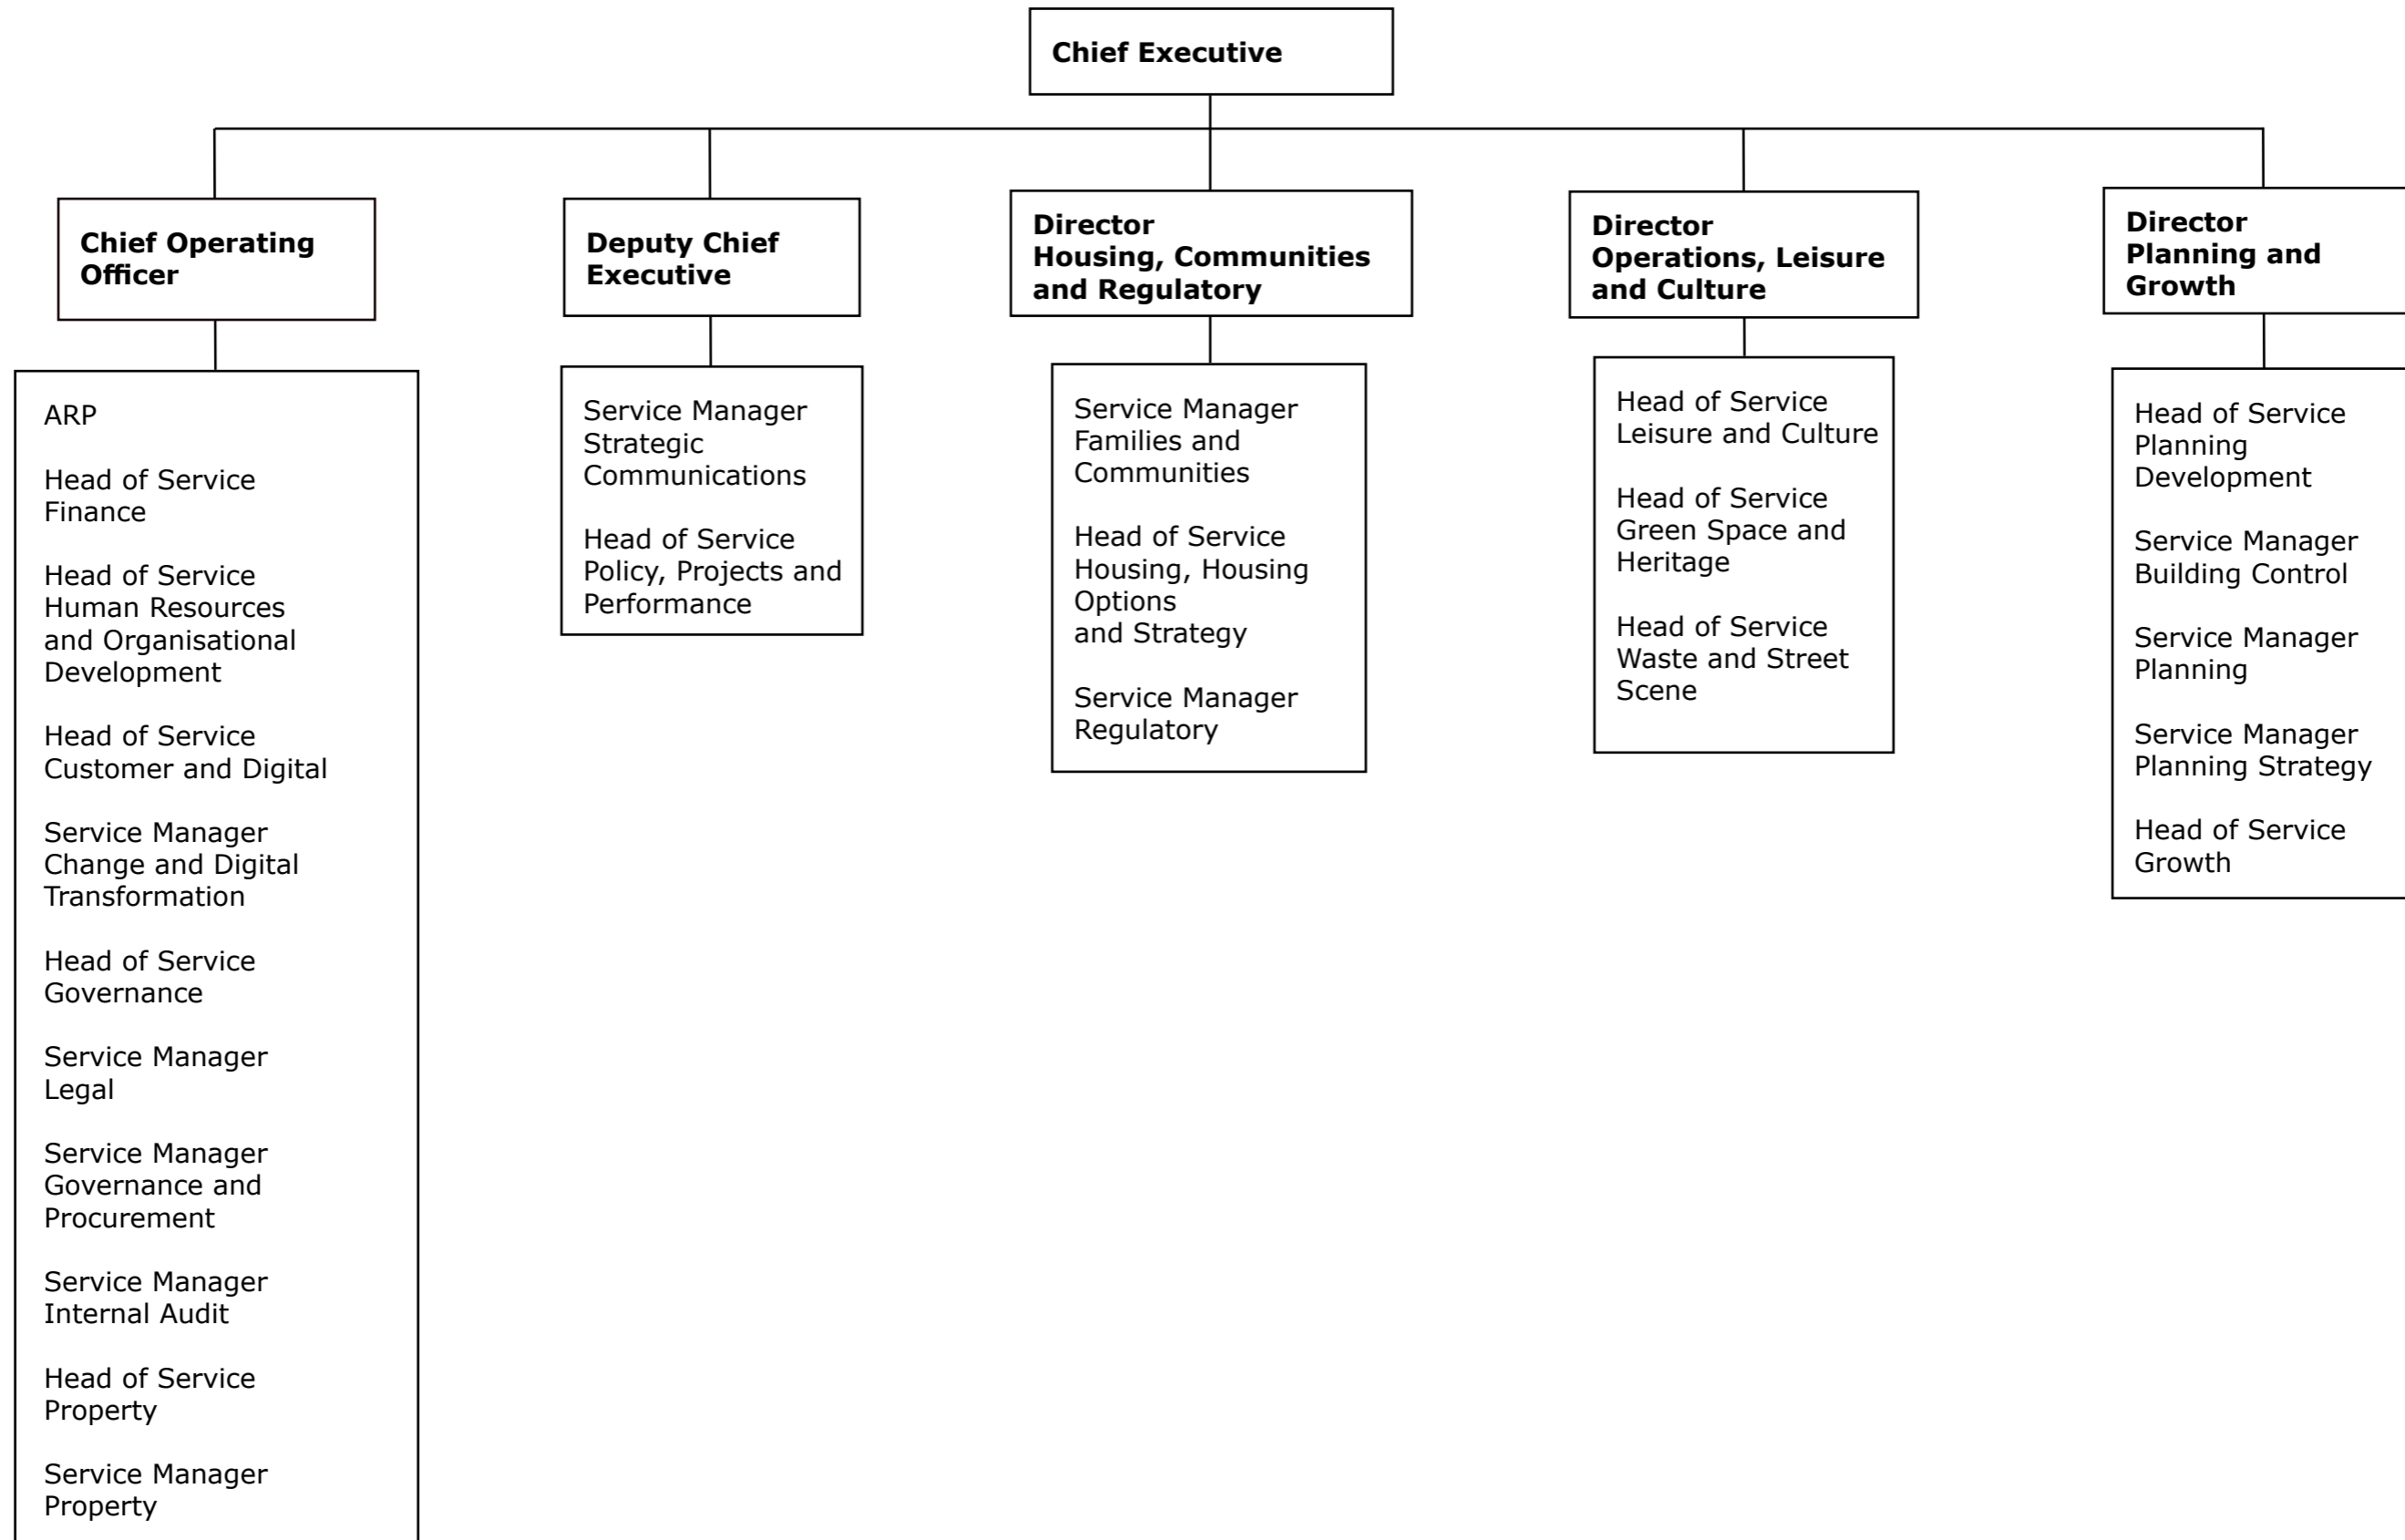 Chief Executive
Chief Operating
Officer
ARP
Head of Service
Finance
Head of Service
Human Resources
and Organisational
Development
Head of Service
Customer and Digital
Service Manager
Change and Digital
Transformation
Head of Service
Governance
Service Manager
Legal
Service Manager
Governance and
Procurement
Service Manager
Internal Audit
Head of Service
Property
Service Manager
Property
Deputy Chief
Executive
Service Manager
Strategic
Communications
Head of Service
Policy, Projects and
Performance
Director
Housing, Communities
and Regulatory
Service Manager
Families and
Communities
Head of Service
Housing, Housing
Options
and Strategy
Service Manager
Regulatory
Director
Operations, Leisure
and Culture
Head of Service
Leisure and Culture
Head of Service
Green Space and
Heritage
Head of Service
Waste and Street
Scene
Director
Planning and
Growth
Head of Service
Planning
Development
Service Manager
Building Control
Service Manager
Planning
Service Manager
Planning Strategy
Head of Service
Growth